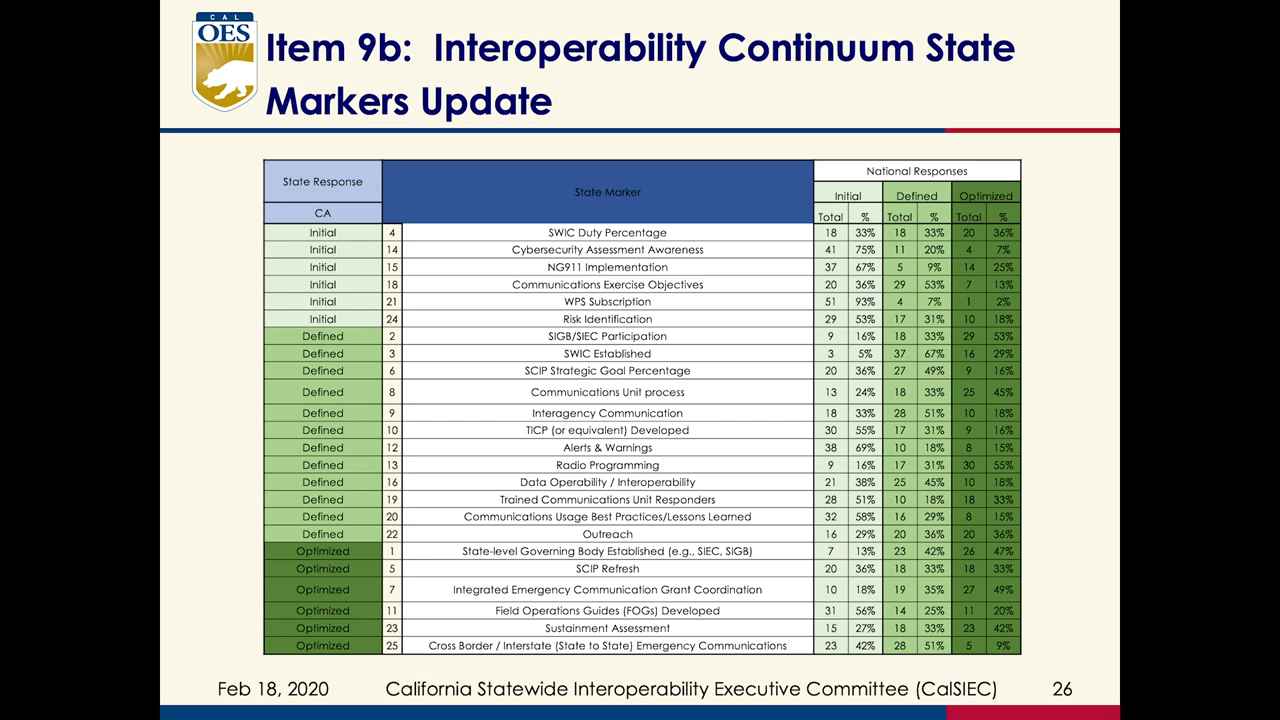 CAL
OES
Item 9b: Interoperability Continuum State
Markers Update
State Response State Marker National Responses
Initial Defined Optimized
CA Total % Total % Total %
Initial 4 SWIC Duty Percentage 18 33% 18 33% 20 36%
Initial 14 Cybersecurity Assessment Awareness 41 75% 11 20% 4 7%
Initial 15 NG911 Implementation 37 67% 5 9% 14 25%
Initial 18 Communications Exercise Objectives 20 36% 29 53% 7 13%
Initial 21 WPS Subscription 51 93% 4 7% 1 2%
Initial 24 Risk Identification 29 53% 17 31% 10 18%
Defined 2 SIGB/SIEC Participation 9 16% 18 33% 29 53%
Defined 3 SWIC Established 3 5% 37 67% 16 29%
Defined 6 SCIP Strategic Goal Percentage 20 36% 27 49% 9 16%
Defined 8 Communications Unit process 13 24% 18 33% 25 45%
Defined 9 Interagency Communication 18 33% 28 51% 10 18%
Defined 10 TICP (or equivalent) Developed 30 55% 17 31% 9 16%
Defined 12 Alerts & Warnings 38 69% 10 18% 8 15%
Defined 13 Radio Programming 9 16% 17 31% 30 55%
Defined 16 Data Operability / Interoperability 21 38% 25 45% 10 18%
Defined 19 Trained Communications Unit Responders 28 51% 10 18% 18 33%
Defined 20 Communications Usage Best Practices/Lessons Learned 32 58% 16 29% 8 15%
Defined 22 Outreach 16 29% 20 36% 20 36%
Optimized 1 State-level Governing Body Established (e.g., SIEC, SIGB) 7 13% 23 42% 26 47%
Optimized 5 SCIP Refresh 20 36% 18 33% 18 33%
Optimized 7 Integrated Emergency Communication Grant Coordination 10 18% 19 35% 27 49%
Optimized 11 Field Operations Guides (FOGs) Developed 31 56% 14 25% 11 20%
Optimized 23 Sustainment Assessment 15 27% 18 33% 23 42%
Optimized 25 Cross Border / Interstate (State to State) Emergency Communications 23 42% 28 51% 5 9%
Feb 18, 2020 California Statewide Interoperability Executive Committee (CalSIEC) 26